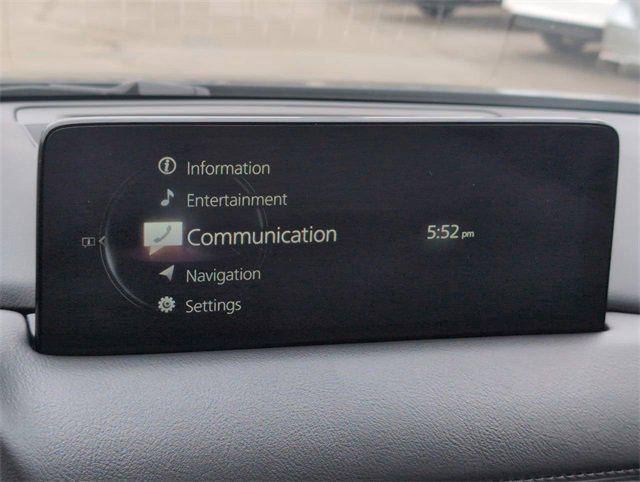 Information
Entertainment
Communication
5:52 pm
Navigation
Settings